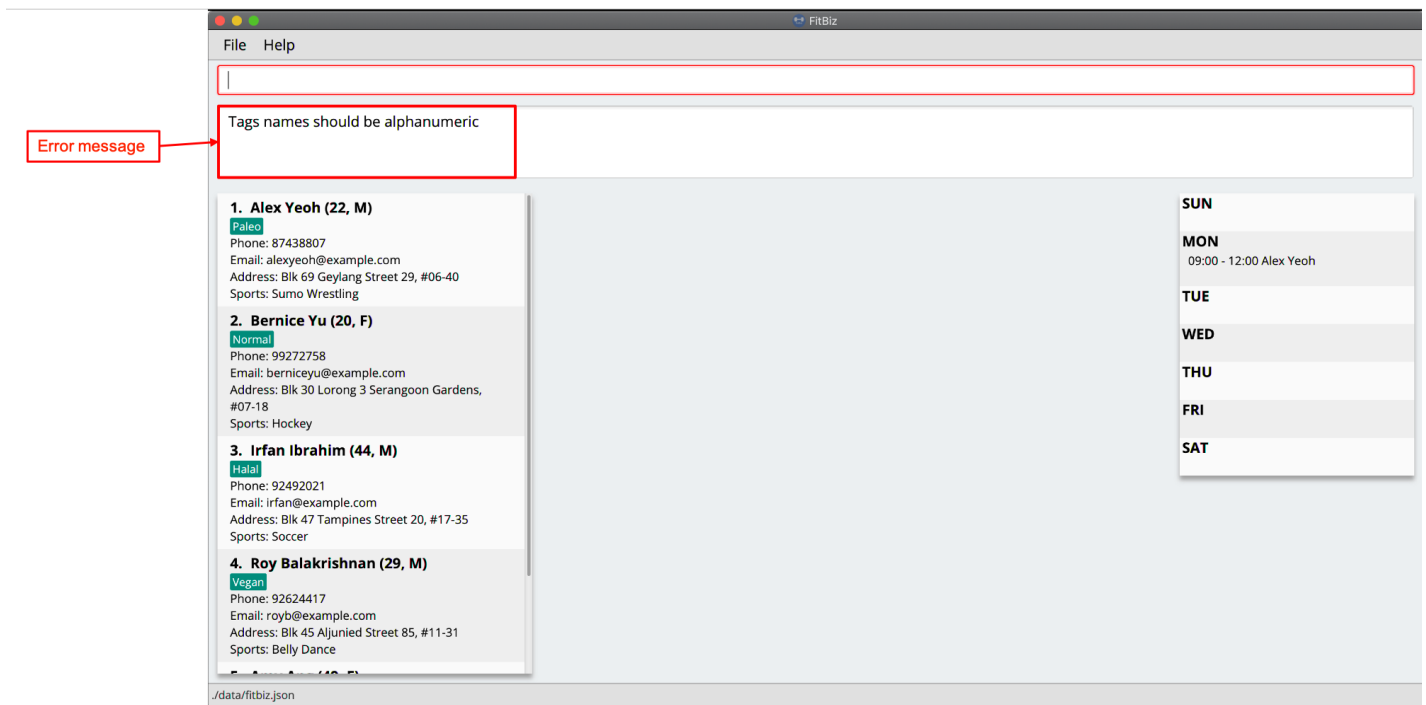 FitBiz
File Help
Tags names should be alphanumeric
Error message
1. Alex Yeoh (22, M)
Paleo
Phone: 87438807
Email: alexyeoh@example.com
Address: Blk 69 Geylang Street 29, #06-40
Sports: Sumo Wrestling
2. Bernice Yu (20, F)
Normal
Phone: 99272758
Email: berniceyu@example.com
Address: Blk 30 Lorong 3 Serangoon Gardens,
#07-18
Sports: Hockey
3. Irfan Ibrahim (44, M)
Halal
Phone: 92492021
Email: irfan@example.com
Address: Blk 47 Tampines Street 20, #17-35
Sports: Soccer
4. Roy Balakrishnan (29, M)
Vegan
Phone: 92624417
Email: royb@example.com
Address: Blk 45 Aljunied Street 85, #11-31
Sports: Belly Dance
SUN
MON
09:00 - 12:00 Alex Yeoh
TUE
WED
THU
FRI
SAT
./data/fitbiz.json